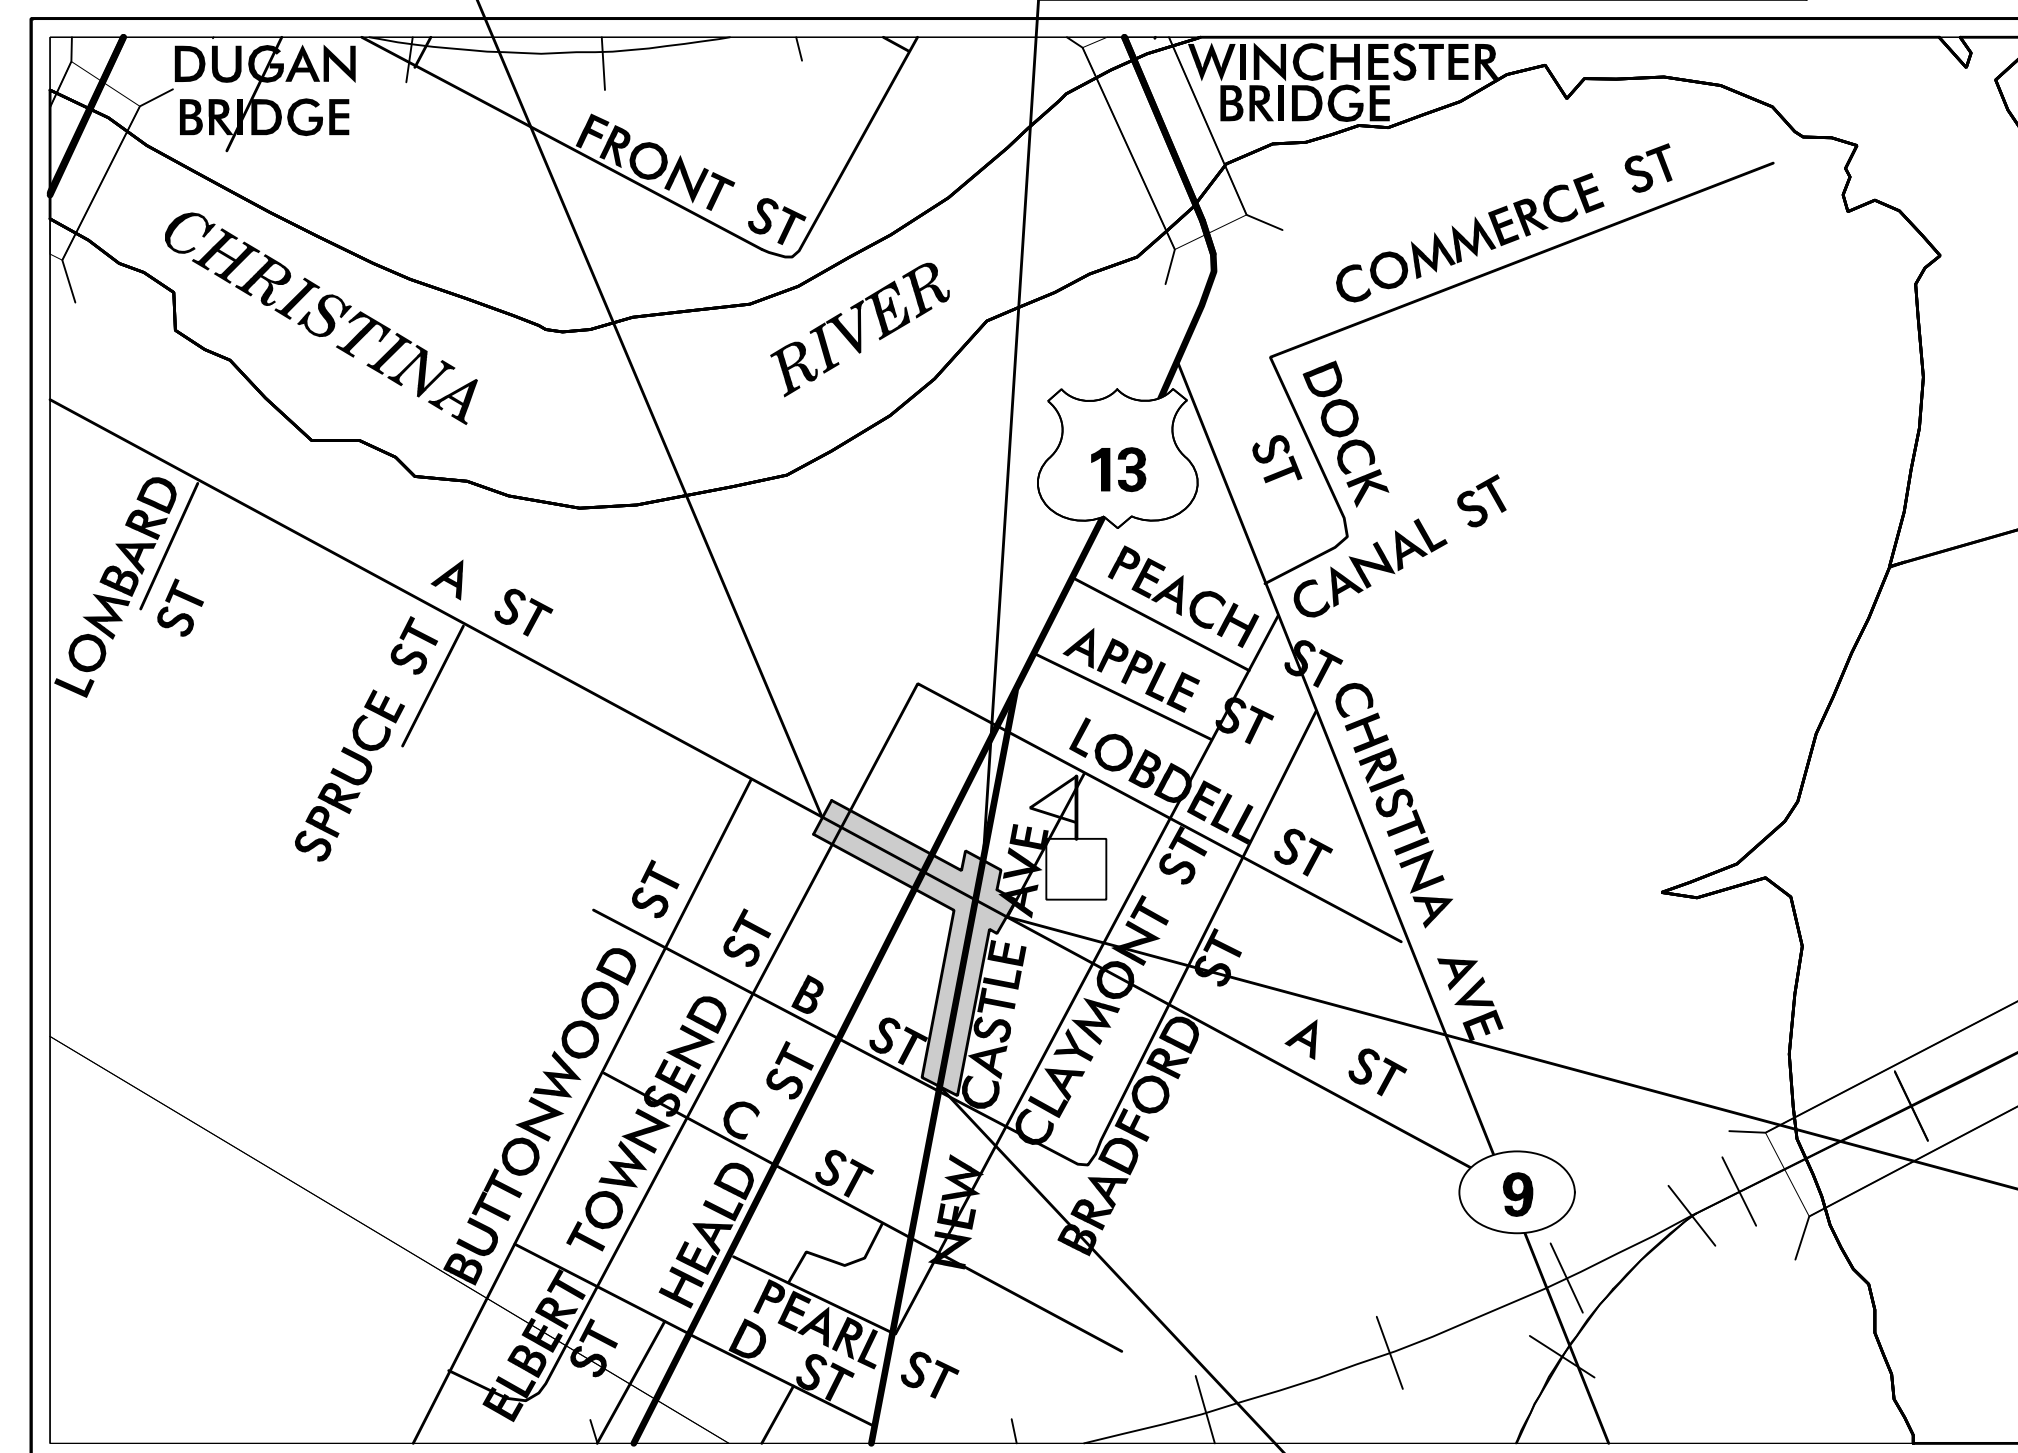 DUGAN
BRIDGE
WINCHESTER
BRIDGE
FRONT ST
COMMERCE ST
CHRISTINA
RIVER
DOCK
ST
13
CANAL ST
LOMBARD
ST
A ST
PEACH ST
SPRUCE ST
APPLE ST
CHRISTINA AVE
LOBDELL ST
BUTTONWOOD ST
TOWNSEND ST
B ST
NEW CASTLE AVE
CLAYMONT ST
BRADFORD ST
A ST
HEALD ST
C ST
9
ELBERT
ST
PEARL ST
D ST